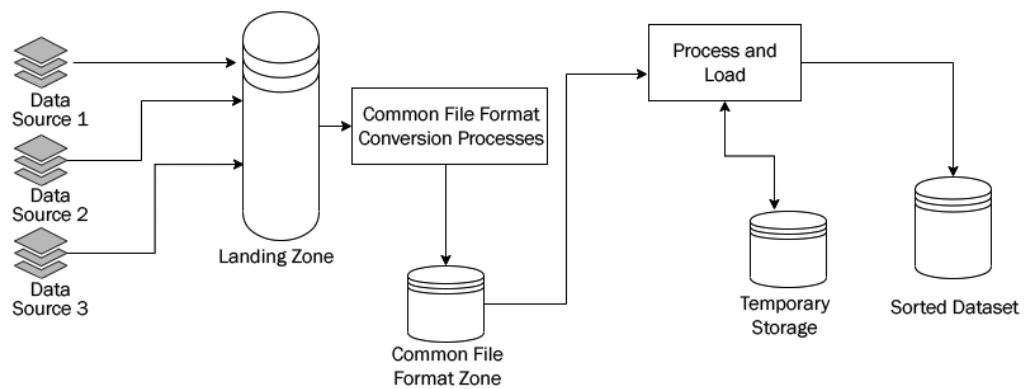 Data
Source 1
Data
Source 2
Data
Source 3
Landing Zone
Common File Format
Conversion Processes
Common File
Format Zone
Process and
Load
Temporary
Storage
Sorted Dataset